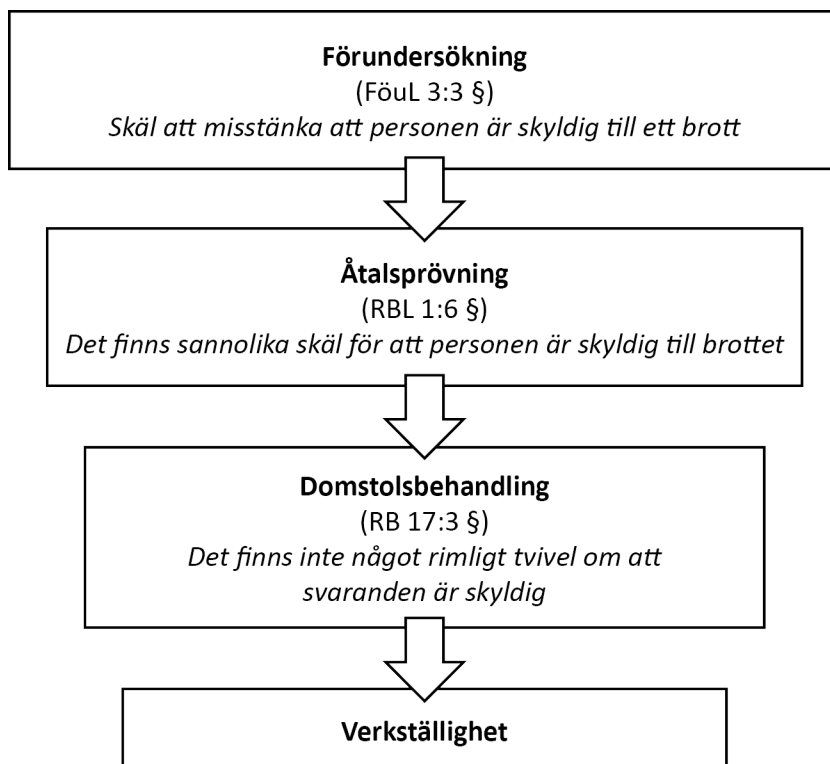 Förundersökning
(FöuL 3:3 §)
Skäl att misstänka att personen är skyldig till ett brott
Åtalsprövning
(RBL 1:6 §)
Det finns sannolika skäl för att personen är skyldig till brottet
Domstolsbehandling
(RB 17:3 §)
Det finns inte något rimligt tvivel om att
svaranden är skyldig
Verkställighet